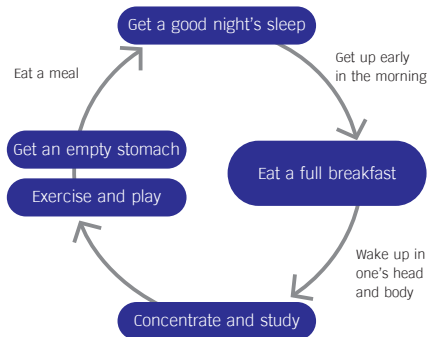 Get a good night's sleep
Get up early
in the morning
Eat a full breakfast
Wake up in
one's head
and body
Concentrate and study
Exercise and play
Get an empty stomach
Eat a meal